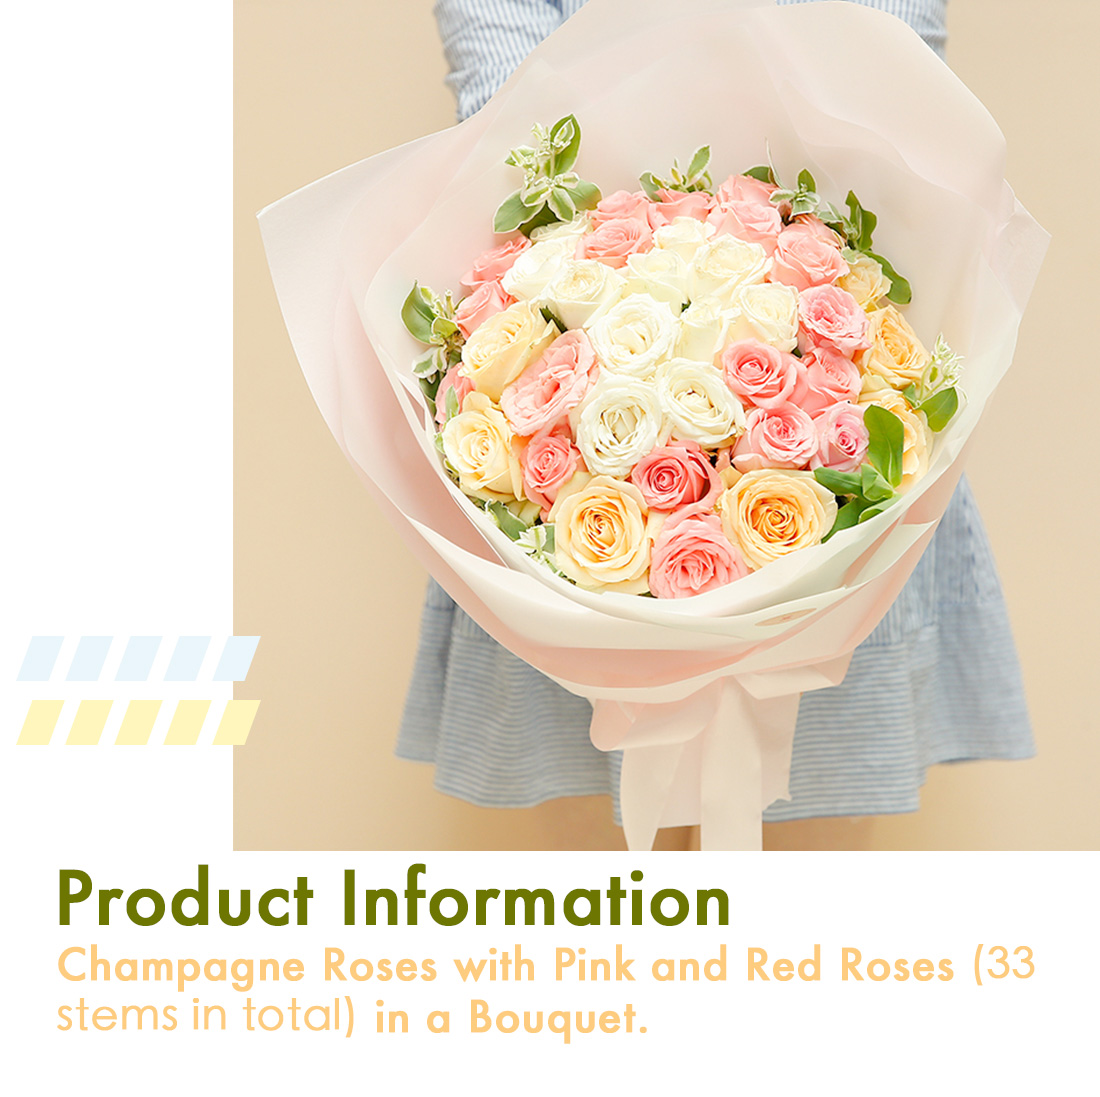 Product Information
Champagne Roses with Pink and Red Roses (33
stems in total) in a Bouquet.